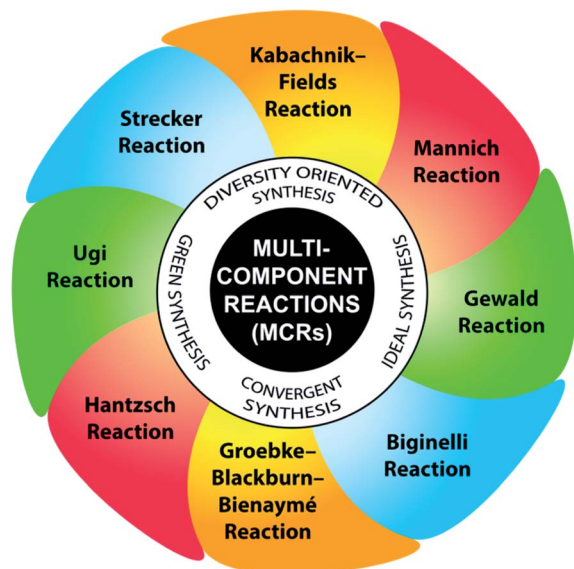 Kabachnik–
Fields
Reaction
Mannich
Reaction
Gewald
Reaction
Biginelli
Reaction
Groebke–
Blackburn–
Bienaymé
Reaction
Hantzsch
Reaction
Ugi
Reaction
Strecker
Reaction
DIVERSITY ORIENTED
SYNTHESIS
IDEAL SYNTHESIS
CONVERGENT
SYNTHESIS
GREEN SYNTHESIS
MULTI-
COMPONENT
REACTIONS
(MCRs)